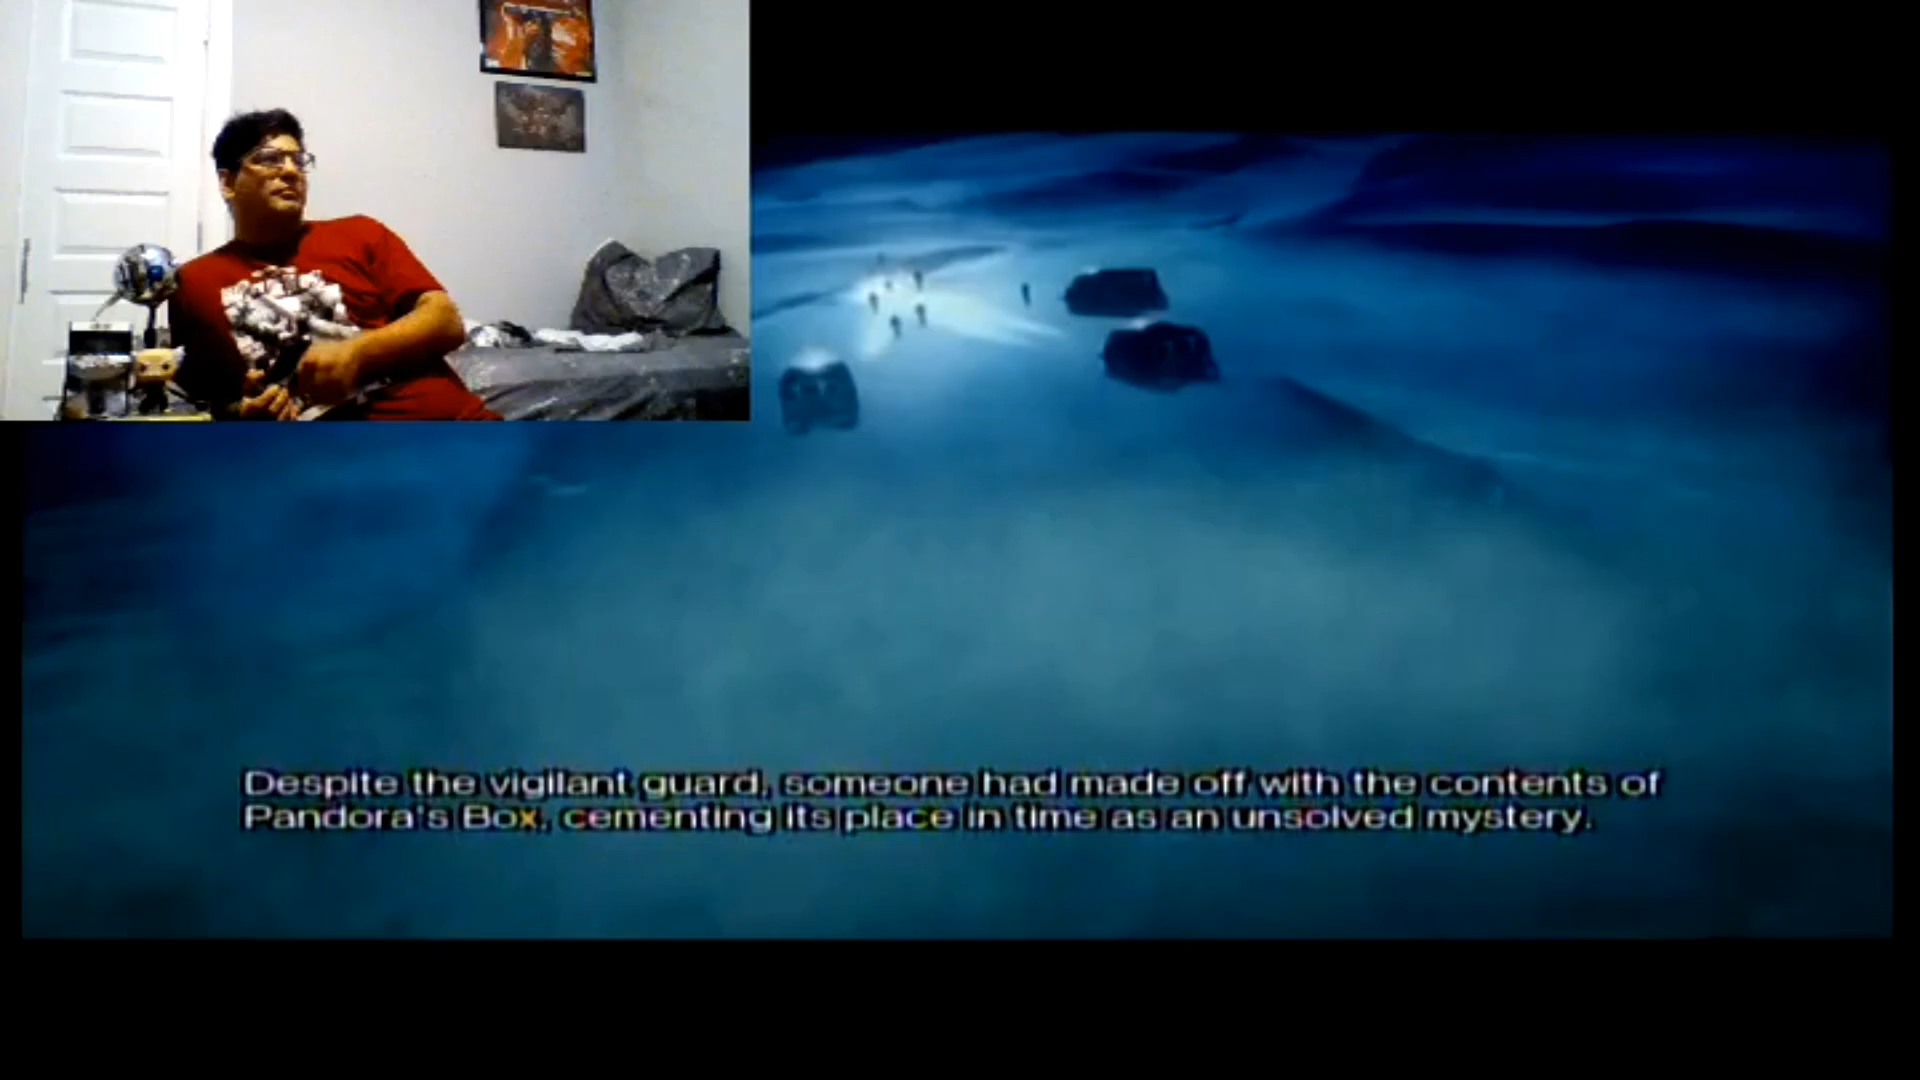 Despite the vigilant guard, someone had made off with the contents of
Pandora's Box, cementing its place in time as an unsolved mystery.